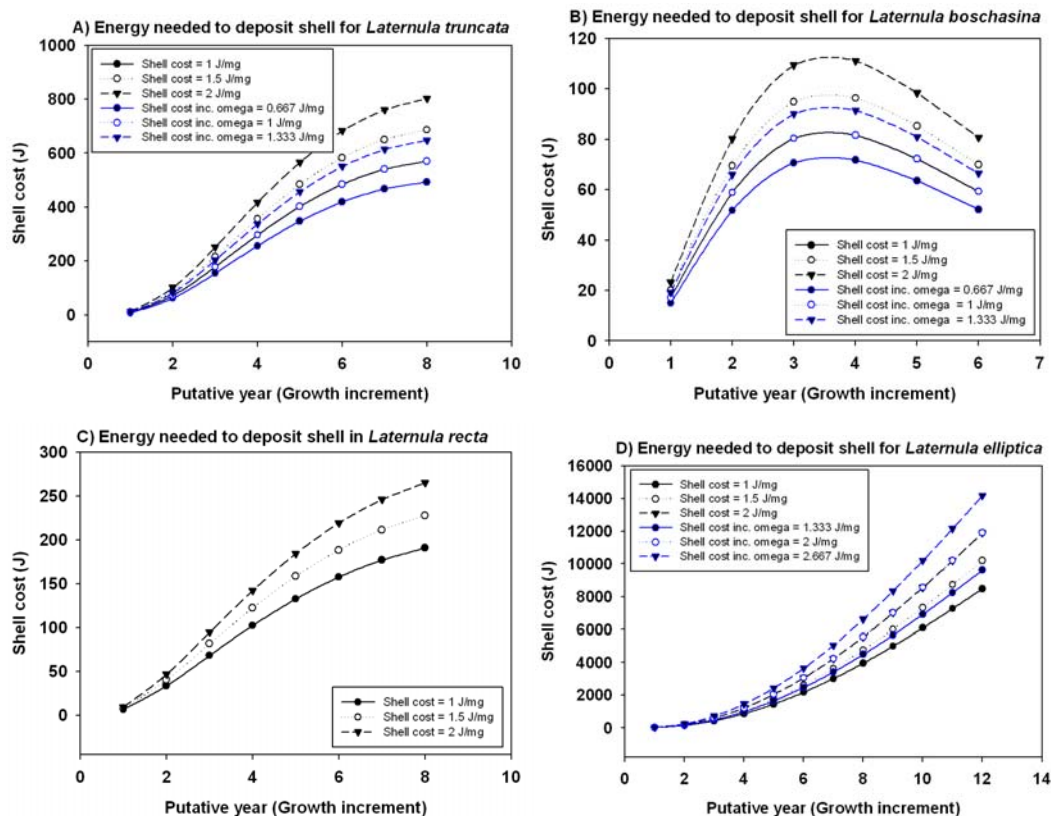 A) Energy needed to deposit shell for Laternula truncata
1000
800
600
400
200
0
Shell cost (J)
Shell cost = 1 J/mg
Shell cost = 1.5 J/mg
Shell cost = 2 J/mg
Shell cost inc. omega = 0.667 J/mg
Shell cost inc. omega = 1 J/mg
Shell cost inc. omega = 1.333 J/mg
0 2 4 6 8 10
Putative year (Growth increment)
B) Energy needed to deposit shell for Laternula boschasina
120
100
80
60
40
20
0
Shell cost (J)
Shell cost = 1 J/mg
Shell cost = 1.5 J/mg
Shell cost = 2 J/mg
Shell cost inc. omega = 0.667 J/mg
Shell cost inc. omega = 1 J/mg
Shell cost inc. omega = 1.333 J/mg
0 1 2 3 4 5 6 7
Putative year (Growth increment)
C) Energy needed to deposit shell in Laternula recta
300
250
200
150
100
50
0
Shell cost (J)
Shell cost = 1 J/mg
Shell cost = 1.5 J/mg
Shell cost = 2 J/mg
0 2 4 6 8 10
Putative year (Growth increment)
D) Energy needed to deposit shell for Laternula elliptica
16000
14000
12000
10000
8000
6000
4000
2000
0
Shell cost (J)
Shell cost = 1 J/mg
Shell cost = 1.5 J/mg
Shell cost = 2 J/mg
Shell cost inc. omega = 1.333 J/mg
Shell cost inc. omega = 2 J/mg
Shell cost inc. omega = 2.667 J/mg
0 2 4 6 8 10 12 14
Putative year (Growth increment)